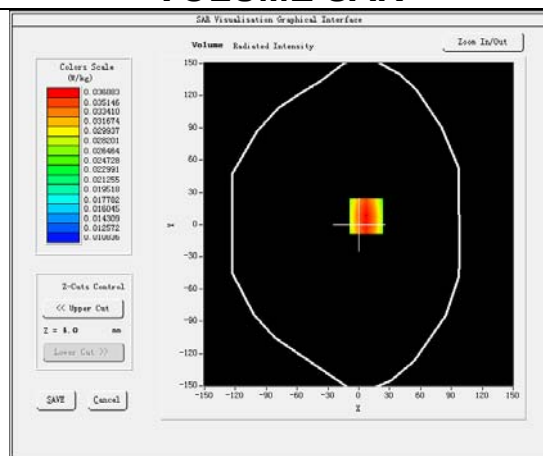 SAR Visualisation Graphical Interface
Volume Radiated Intensity
Zoom In/Out
Colors Scale
(W/kg)
0.036883
0.035146
0.033410
0.031674
0.029937
0.028201
0.026464
0.024728
0.022991
0.021255
0.019518
0.017782
0.016045
0.014309
0.012572
0.010836
Z-Cuts Control
<< Upper Cut
Z = 4.0 mm
Lower Cut >>
SAVE Cancel
150
120
90
60
30
0
-30
-60
-90
-120
-150
Y
-150 -120 -90 -60 -30 0 30 60 90 120 150
X